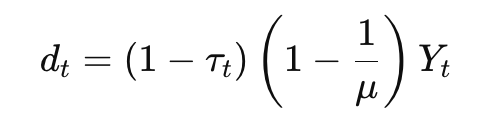 d_t = (1 − τ_t) (1 − 1/μ) Y_t